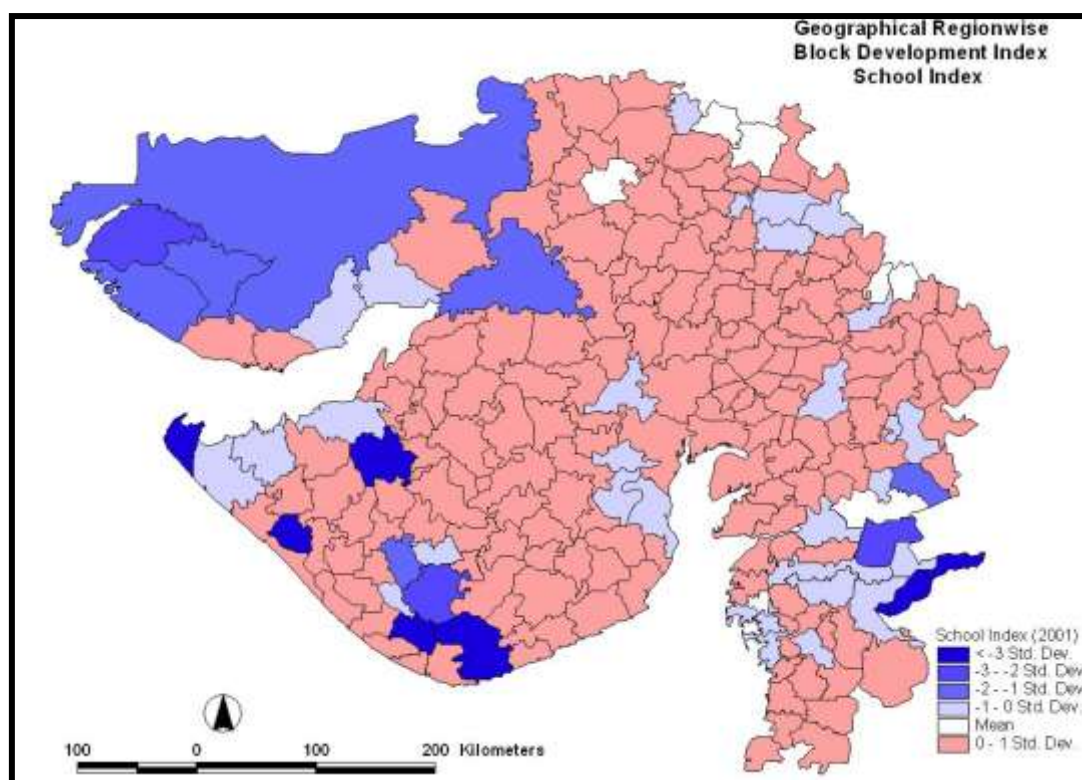 Geographical Regionwise
Block Development Index
School Index
School Index (2001)
< -3 Std. Dev.
-3 - -2 Std. Dev.
-2 - -1 Std. Dev.
-1 - 0 Std. Dev.
Mean
0 - 1 Std. Dev.
100 0 100 200 Kilometers